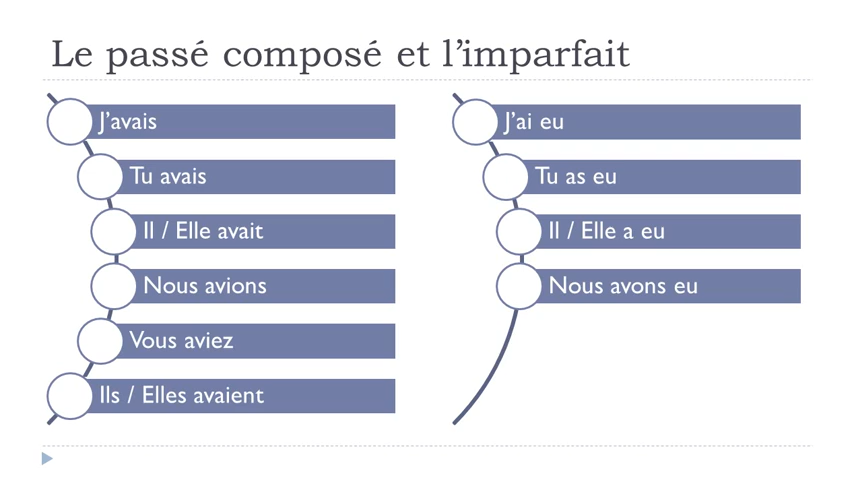 Le passé composé et l’imparfait
J’avais
Tu avais
Il / Elle avait
Nous avions
Vous aviez
Ils / Elles avaient
J’ai eu
Tu as eu
Il / Elle a eu
Nous avons eu